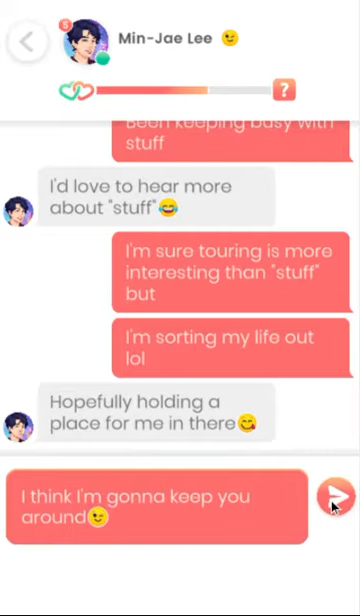 5
Min-Jae Lee 😉
?
Been keeping busy with
stuff
I'd love to hear more
about "stuff"😂
I'm sure touring is more
interesting than "stuff"
but
I'm sorting my life out
lol
Hopefully holding a
place for me in there😋
I think I'm gonna keep you
around😉